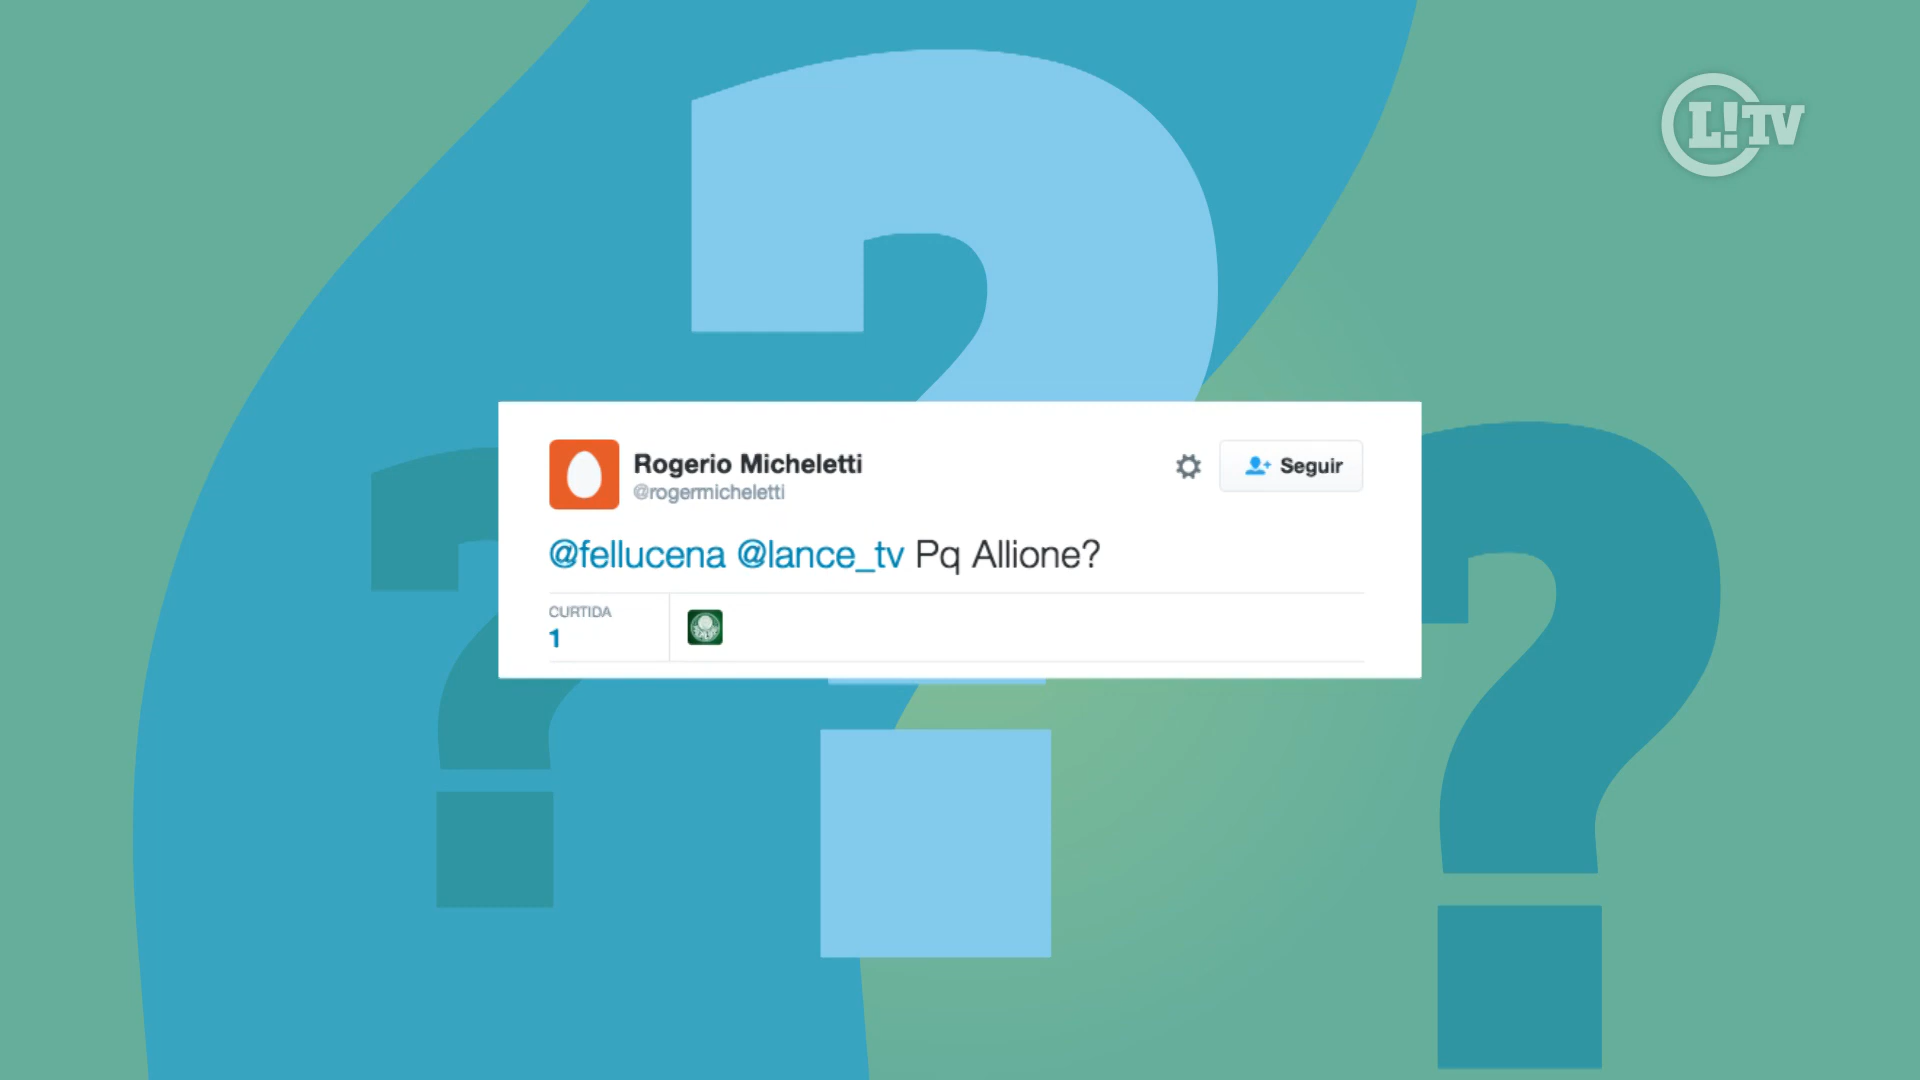 L!TV
Rogerio Micheletti
@rogermicheletti
Seguir
@fellucena @lance_tv Pq Allione?
CURTIDA
1